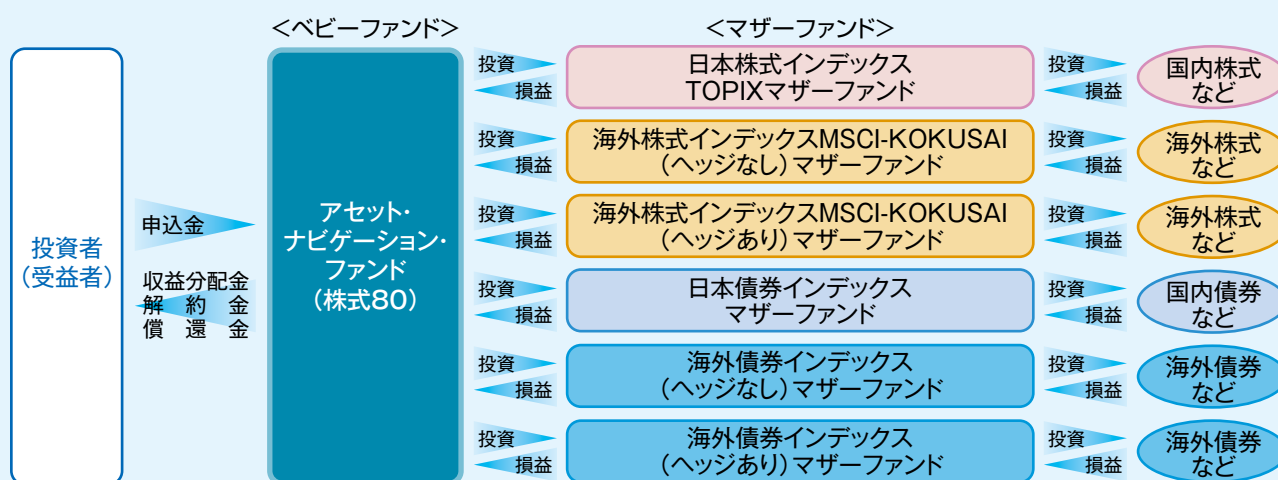 ＜ベビーファンド＞
＜マザーファンド＞
投資者
（受益者）
申込金
収益分配金
解約金
償還金
アセット・
ナビゲーション・
ファンド
（株式80）
投資
損益
日本株式インデックス
TOPIXマザーファンド
投資
損益
国内株式
など
投資
損益
海外株式インデックスMSCI-KOKUSAI
（ヘッジなし）マザーファンド
投資
損益
海外株式
など
投資
損益
海外株式インデックスMSCI-KOKUSAI
（ヘッジあり）マザーファンド
投資
損益
海外株式
など
投資
損益
日本債券インデックス
マザーファンド
投資
損益
国内債券
など
投資
損益
海外債券インデックス
（ヘッジなし）マザーファンド
投資
損益
海外債券
など
投資
損益
海外債券インデックス
（ヘッジあり）マザーファンド
投資
損益
海外債券
など